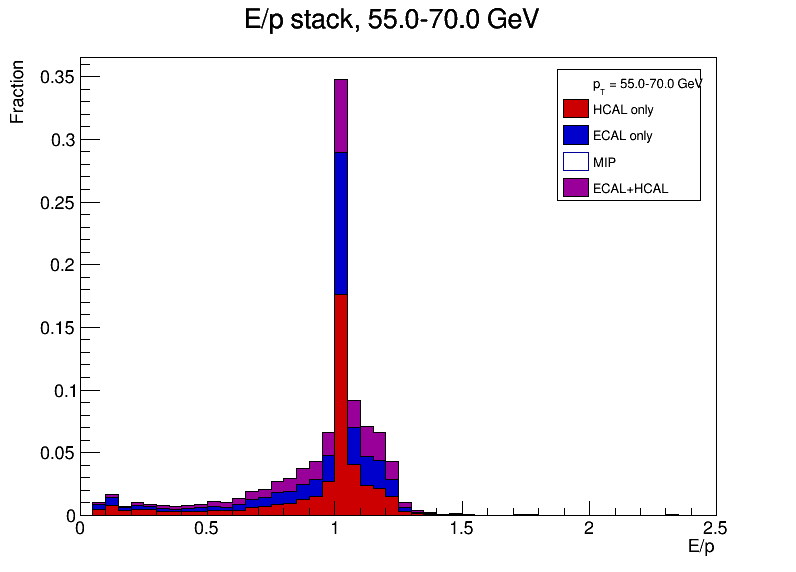 E/p stack, 55.0-70.0 GeV
Fraction
0.35
0.3
0.25
0.2
0.15
0.1
0.05
0
p_T = 55.0-70.0 GeV
HCAL only
ECAL only
MIP
ECAL+HCAL
0 0.5 1 1.5 2 2.5
E/p